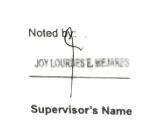 Noted by:
JOY LOURDES E. MEJARES
Supervisor's Name